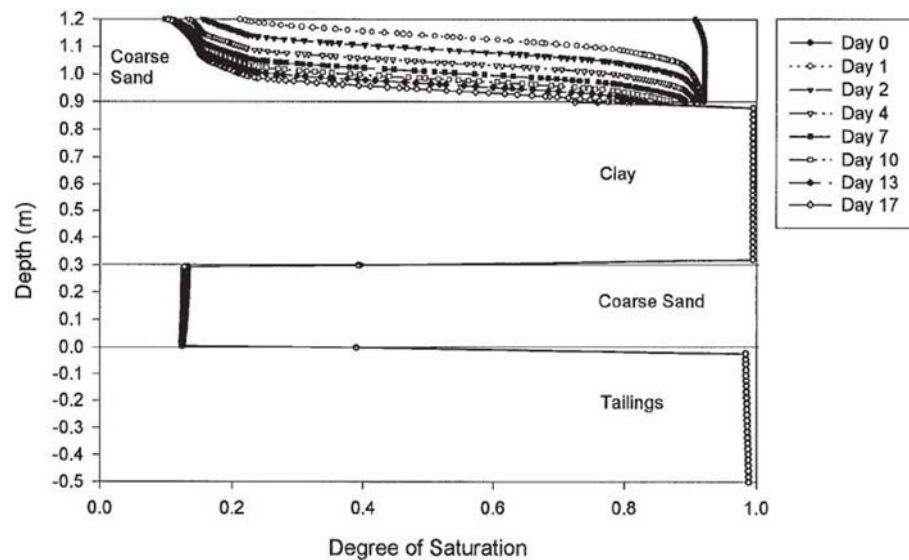 1.2
1.1
1.0
0.9
0.8
0.7
0.6
0.5
0.4
0.3
0.2
0.1
0.0
-0.1
-0.2
-0.3
-0.4
-0.5
Depth (m)
Coarse
Sand
Clay
Coarse Sand
Tailings
0.0 0.2 0.4 0.6 0.8 1.0
Degree of Saturation
Day 0
Day 1
Day 2
Day 4
Day 7
Day 10
Day 13
Day 17